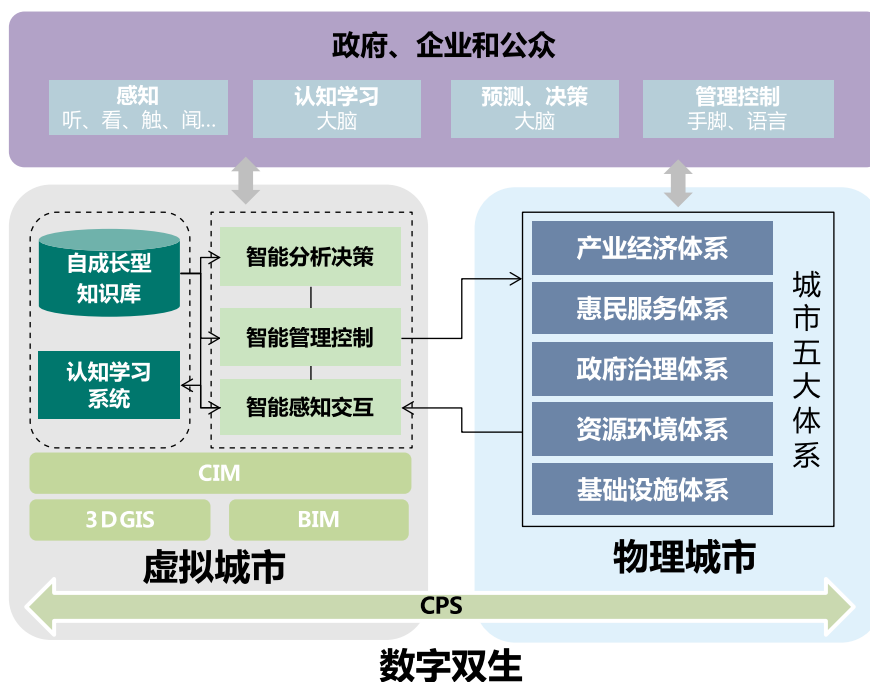 政府、企业和公众
感知
听、看、触、闻...
认知学习
大脑
预测、决策
大脑
管理控制
手脚、语言
自成长型
知识库
认知学习
系统
智能分析决策
智能管理控制
智能感知交互
CIM
3DGIS
BIM
虚拟城市
产业经济体系
惠民服务体系
政府治理体系
资源环境体系
基础设施体系
城市五大体系
物理城市
CPS
数字双生